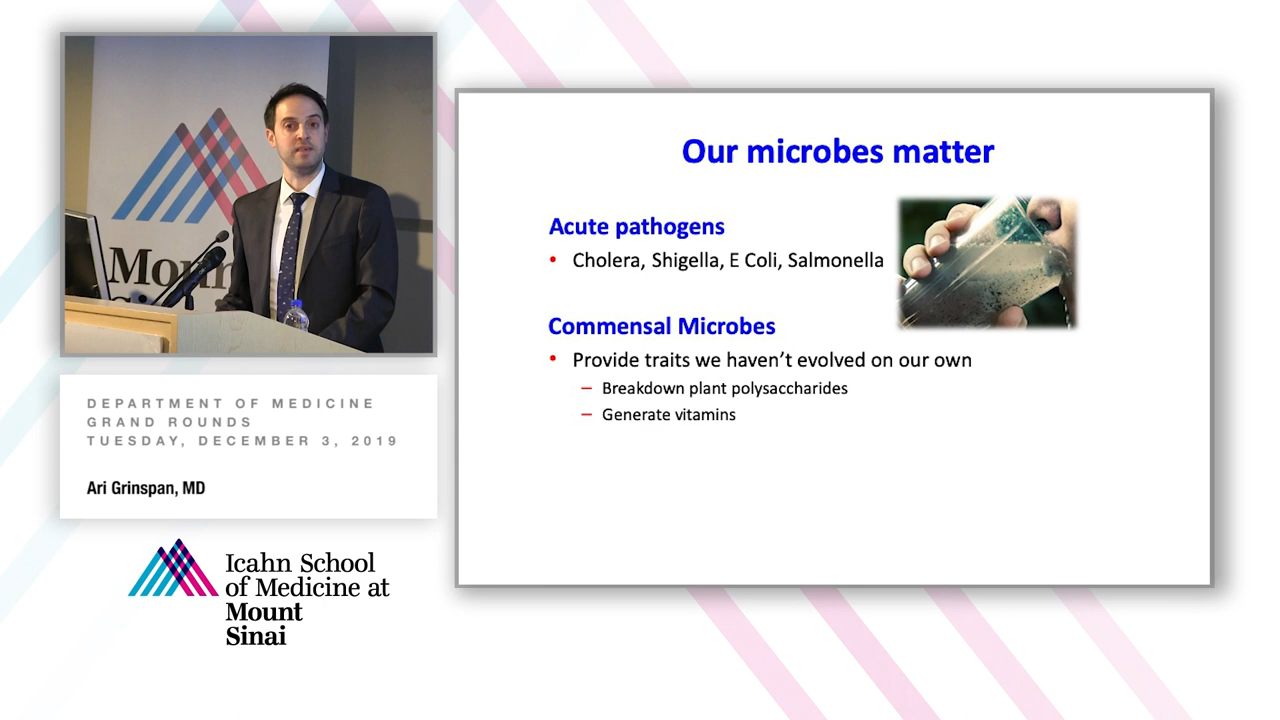 Mount
Sinai
DEPARTMENT OF MEDICINE
GRAND ROUNDS
TUESDAY, DECEMBER 3, 2019
Ari Grinspan, MD
Icahn School
of Medicine at
Mount
Sinai
Our microbes matter
Acute pathogens
• Cholera, Shigella, E Coli, Salmonella
Commensal Microbes
• Provide traits we haven’t evolved on our own
– Breakdown plant polysaccharides
– Generate vitamins